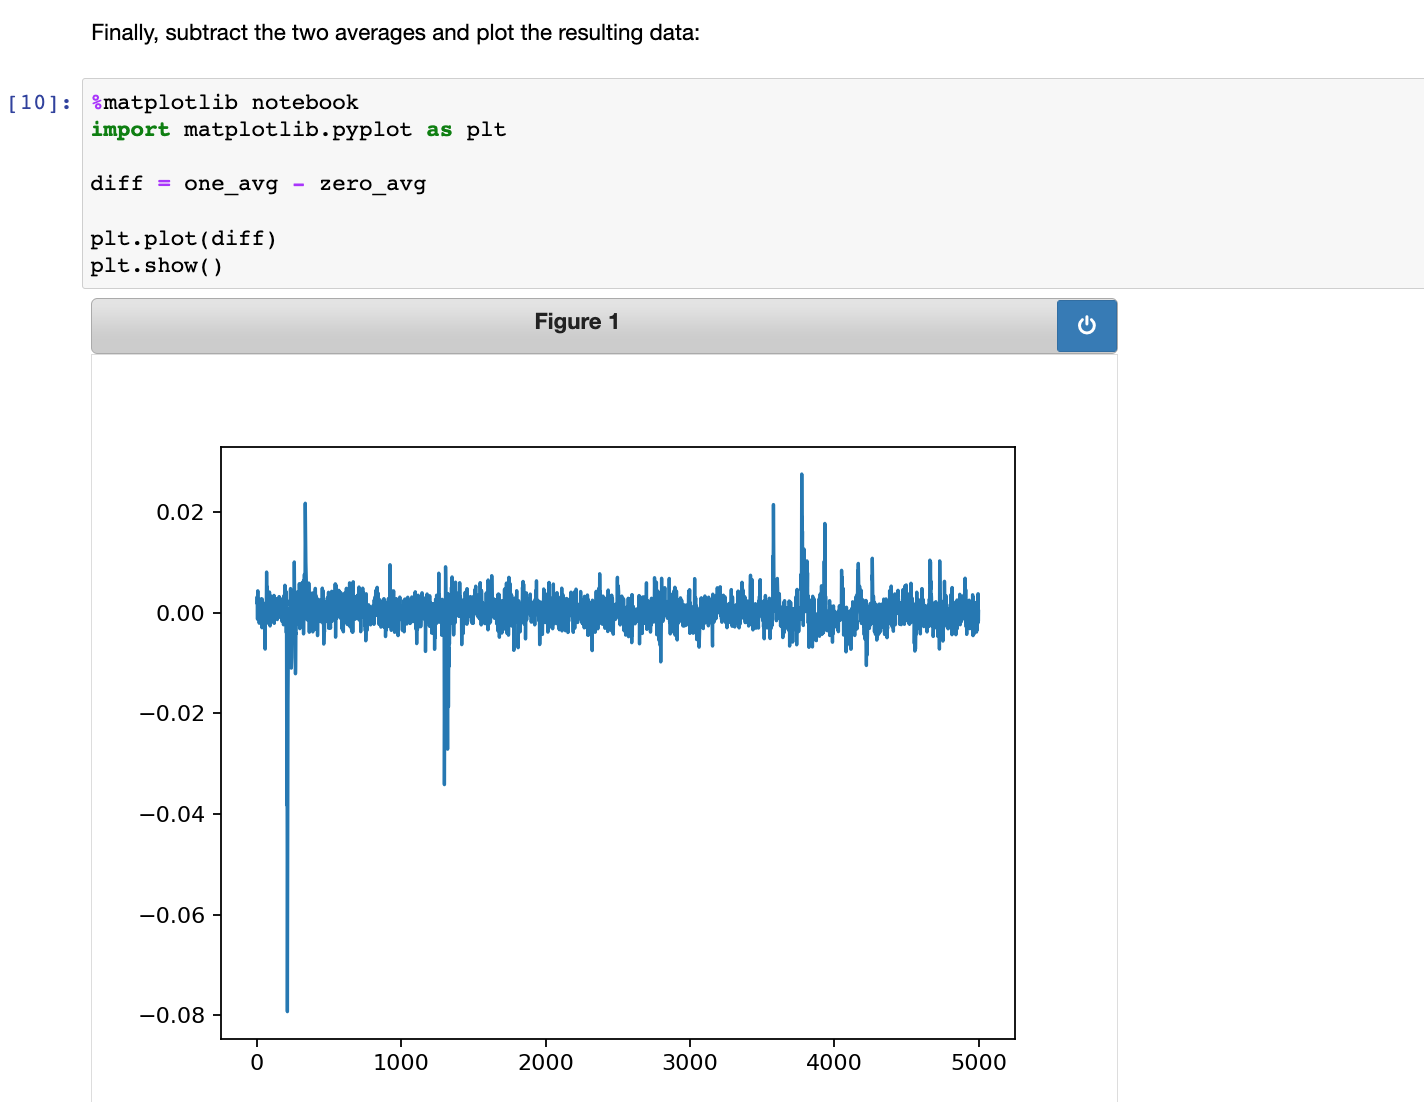 Finally, subtract the two averages and plot the resulting data:
[10]: %matplotlib notebook
import matplotlib.pyplot as plt
diff = one_avg - zero_avg
plt.plot(diff)
plt.show()
Figure 1
0.02
0.00
−0.02
−0.04
−0.06
−0.08
0 1000 2000 3000 4000 5000